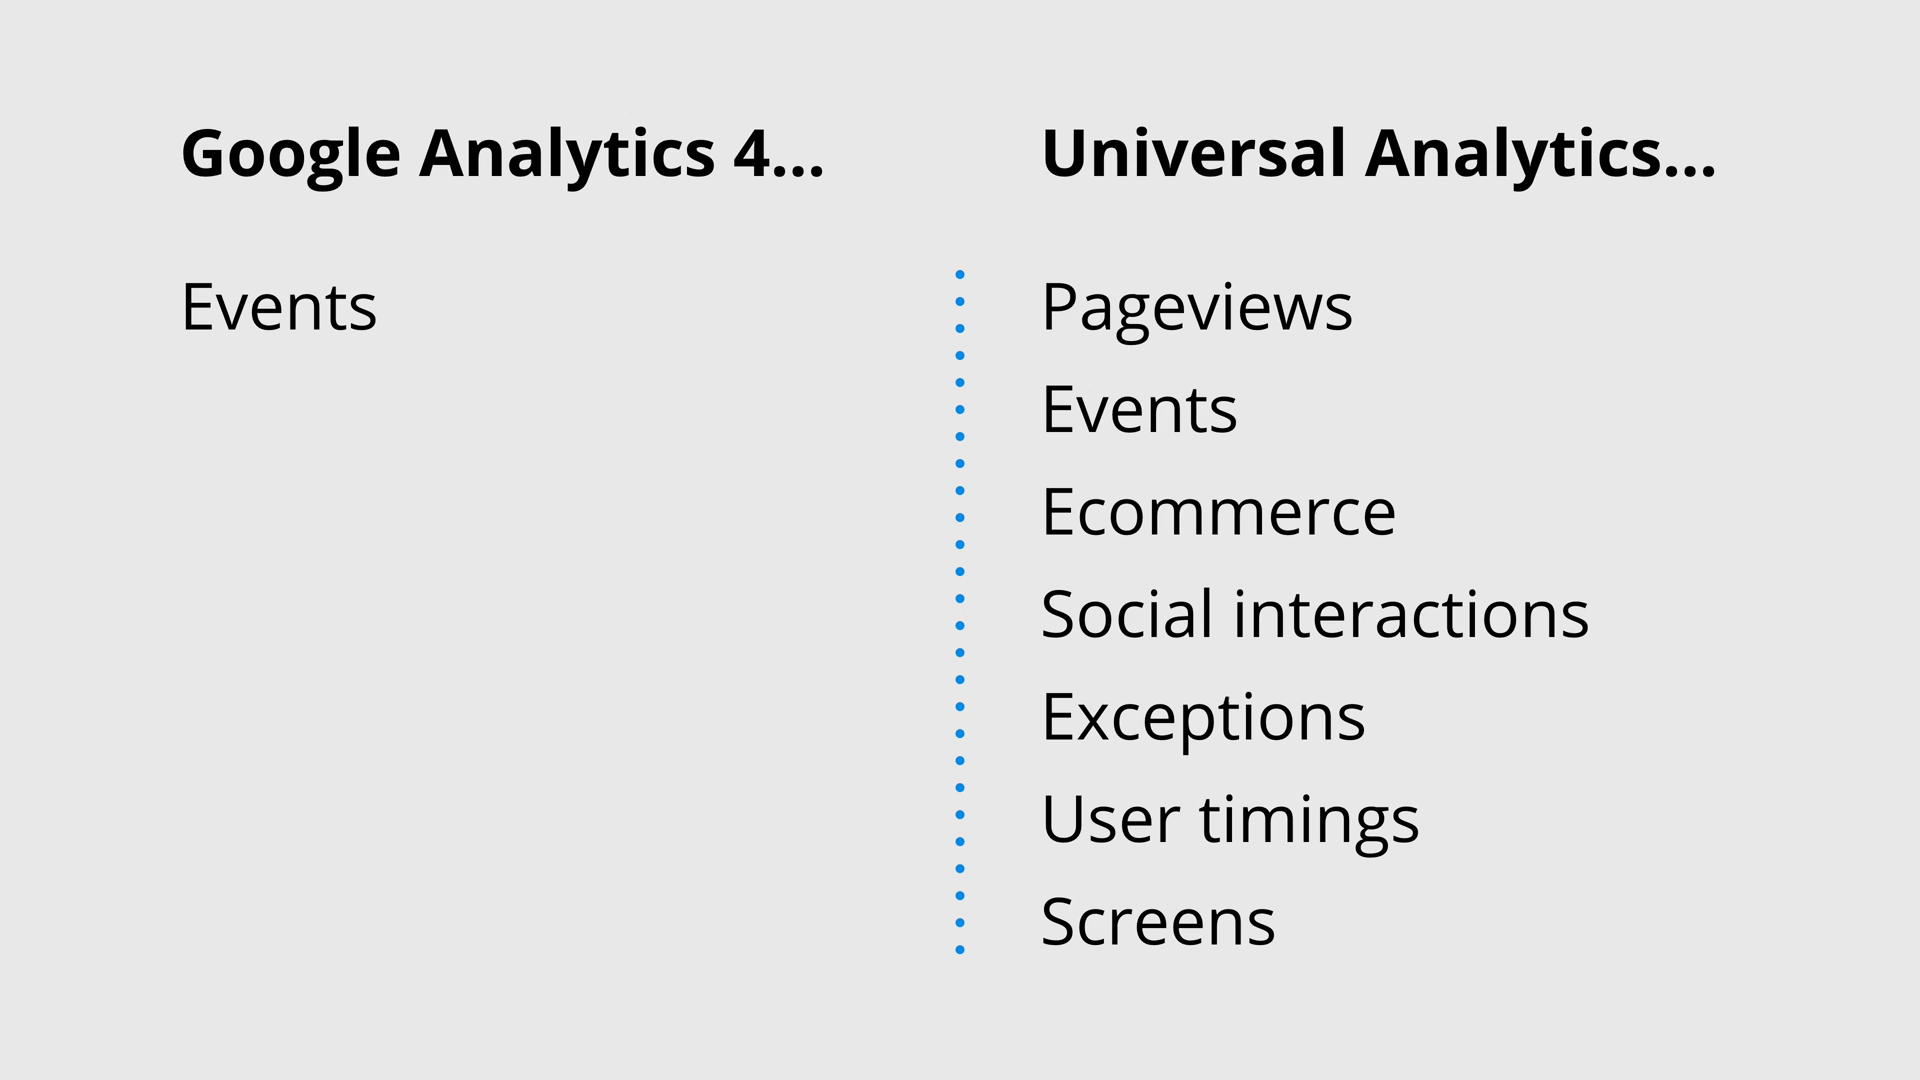 Google Analytics 4...
Events
Universal Analytics...
Pageviews
Events
Ecommerce
Social interactions
Exceptions
User timings
Screens